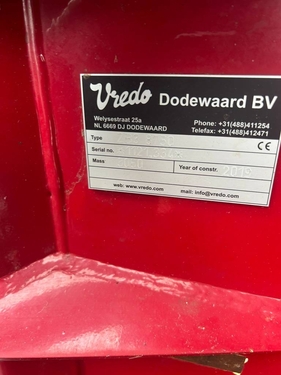 Vredo Dodewaard BV
Welysestraat 25a Phone: +31(488)411254
NL 6669 DJ DODEWAARD Telefax: +31(488)412471
Type
Serial no. CE
Mass Year of constr. 2015
web: www.vredo.com mail: info@vredo.com